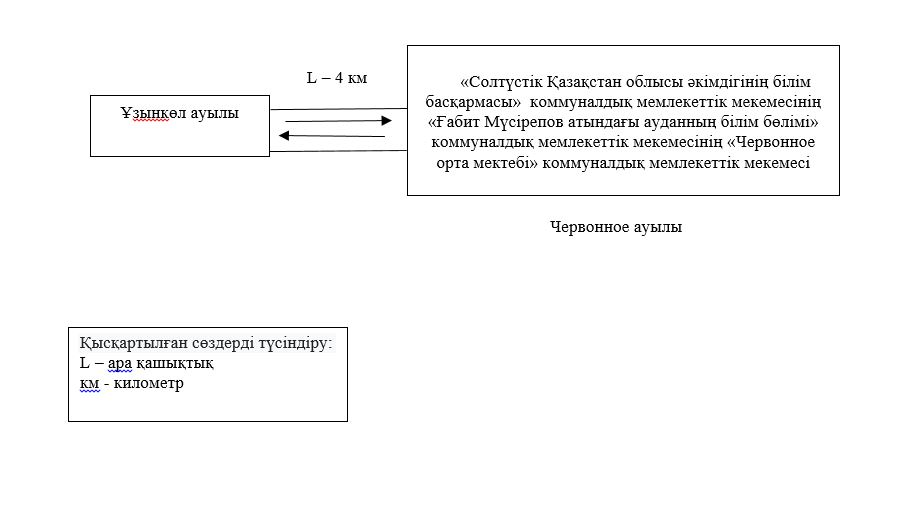 L – 4 км
Ұзынкөл ауылы
«Солтүстік Қазақстан облысы әкімдігінің білім
басқармасы» коммуналдық мемлекеттік мекемесінің
«Ғабит Мүсірепов атындағы ауданның білім бөлімі»
коммуналдық мемлекеттік мекемесінің «Червонное
орта мектебі» коммуналдық мемлекеттік мекемесі
Червонное ауылы
Қысқартылған сөздерді түсіндіру:
L – ара қашықтық
км - километр